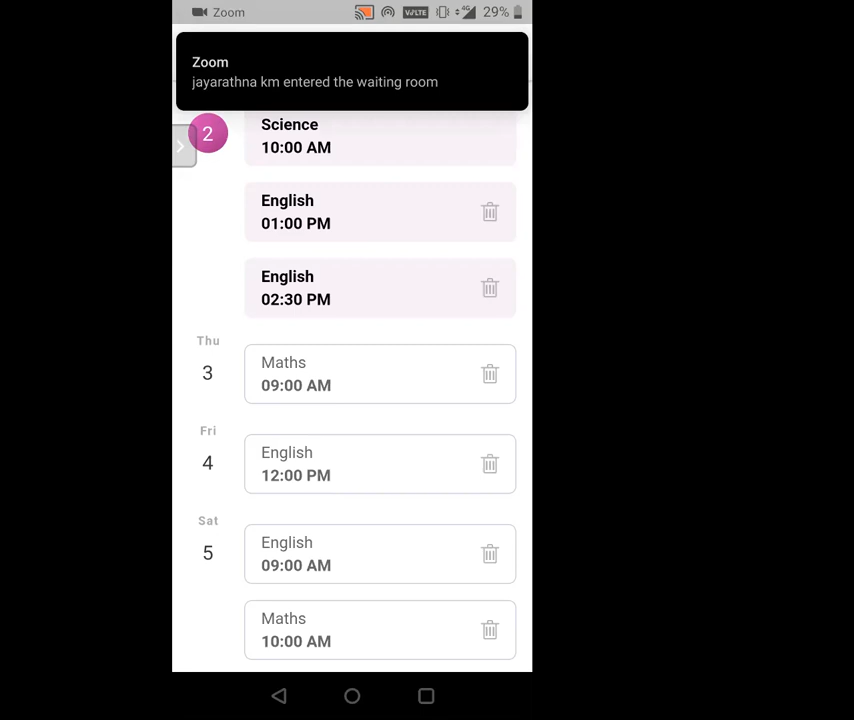 Zoom
VoLTE
4G
29%
Zoom
jayarathna km entered the waiting room
2
Science
10:00 AM
English
01:00 PM
English
02:30 PM
Thu
3
Maths
09:00 AM
Fri
4
English
12:00 PM
Sat
5
English
09:00 AM
Maths
10:00 AM